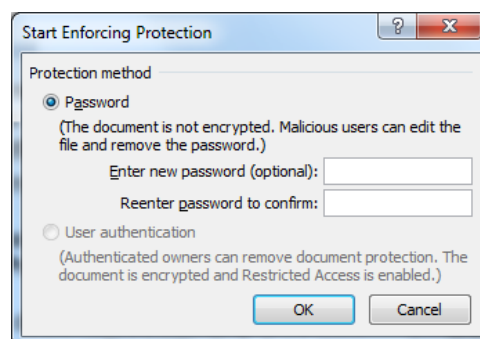 Start Enforcing Protection
?
Protection method
Password
(The document is not encrypted. Malicious users can edit the
file and remove the password.)
Enter new password (optional):
Reenter password to confirm:
User authentication
(Authenticated owners can remove document protection. The
document is encrypted and Restricted Access is enabled.)
OK Cancel